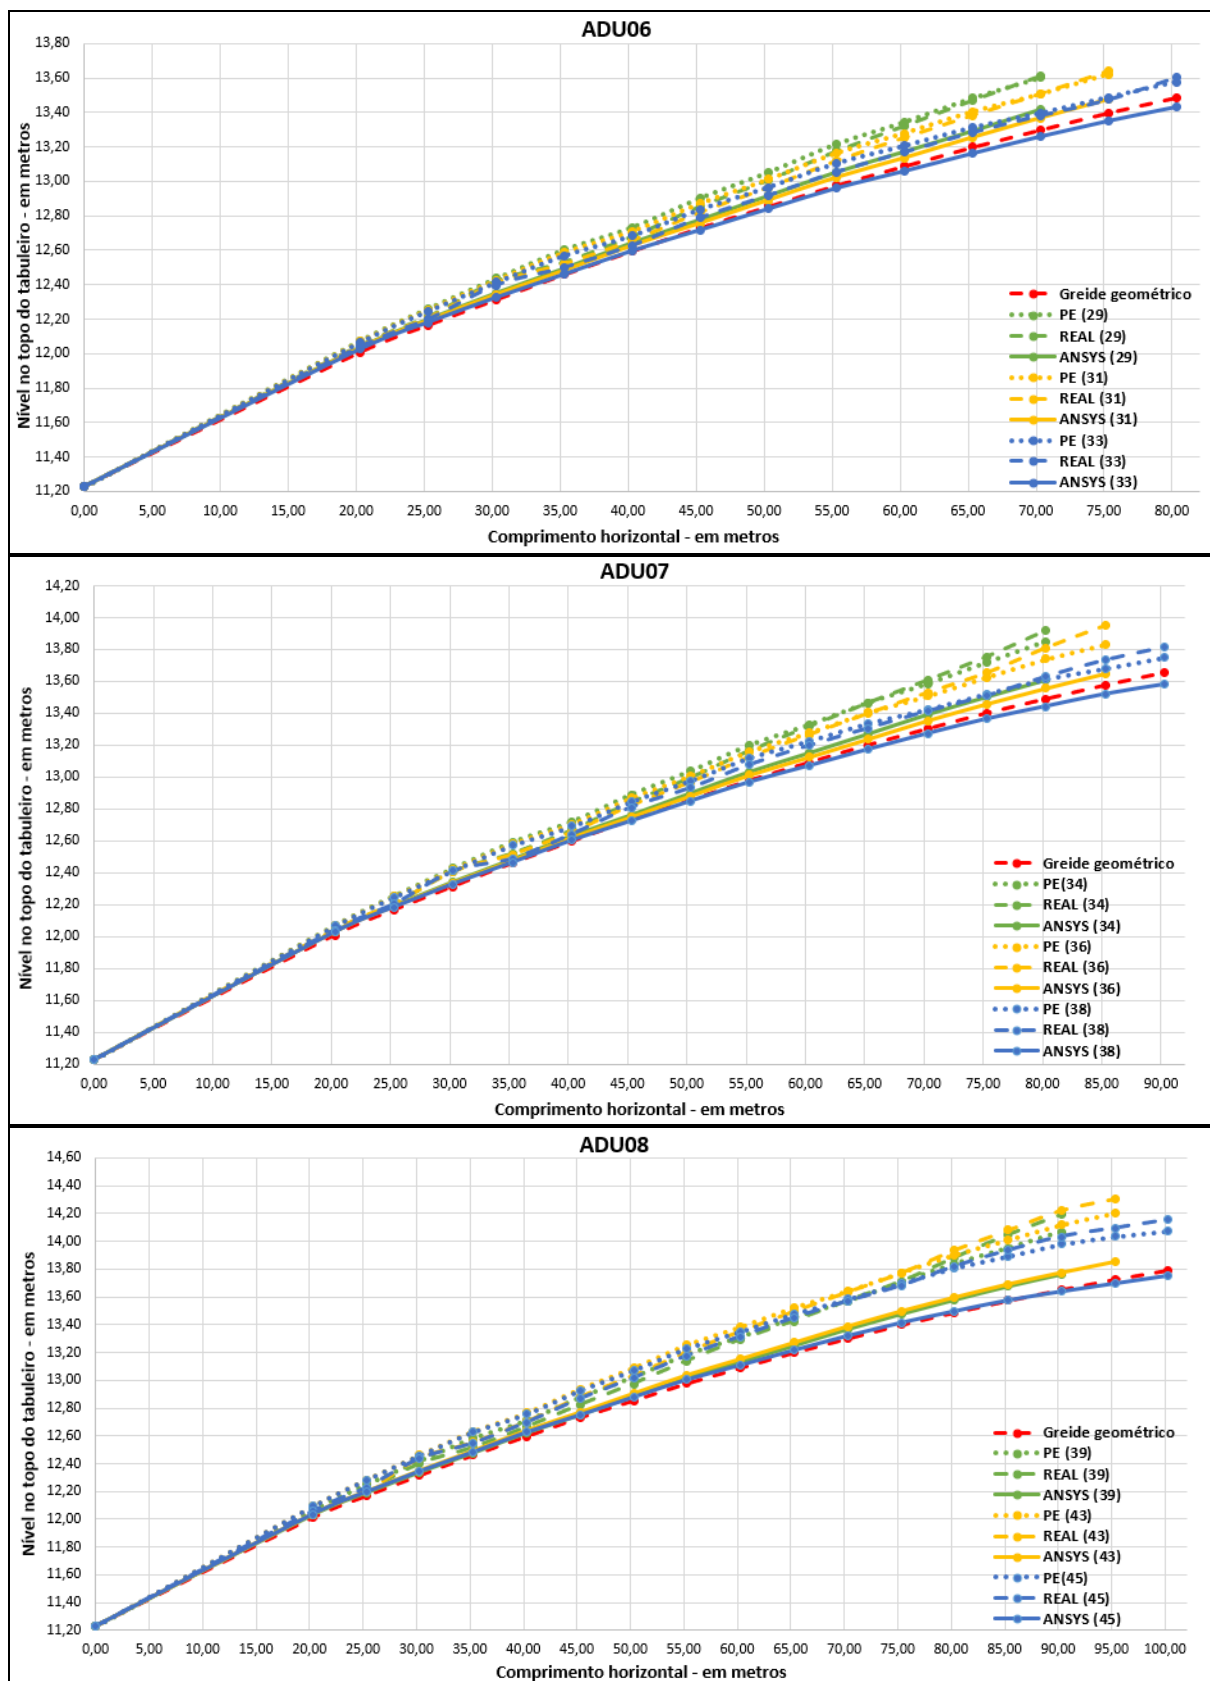 ADU06
Nível no topo do tabuleiro - em metros
13,80
13,60
13,40
13,20
13,00
12,80
12,60
12,40
12,20
12,00
11,80
11,60
11,40
11,20
Greide geométrico
PE (29)
REAL (29)
ANSYS (29)
PE (31)
REAL (31)
ANSYS (31)
PE (33)
REAL (33)
ANSYS (33)
0,00 5,00 10,00 15,00 20,00 25,00 30,00 35,00 40,00 45,00 50,00 55,00 60,00 65,00 70,00 75,00 80,00
Comprimento horizontal - em metros
ADU07
Nível no topo do tabuleiro - em metros
14,20
14,00
13,80
13,60
13,40
13,20
13,00
12,80
12,60
12,40
12,20
12,00
11,80
11,60
11,40
11,20
Greide geométrico
PE(34)
REAL (34)
ANSYS (34)
PE (36)
REAL (36)
ANSYS (36)
PE (38)
REAL (38)
ANSYS (38)
0,00 5,00 10,00 15,00 20,00 25,00 30,00 35,00 40,00 45,00 50,00 55,00 60,00 65,00 70,00 75,00 80,00 85,00 90,00
Comprimento horizontal - em metros
ADU08
Nível no topo do tabuleiro - em metros
14,60
14,40
14,20
14,00
13,80
13,60
13,40
13,20
13,00
12,80
12,60
12,40
12,20
12,00
11,80
11,60
11,40
11,20
Greide geométrico
PE (39)
REAL (39)
ANSYS (39)
PE (43)
REAL (43)
ANSYS (43)
PE(45)
REAL (45)
ANSYS (45)
0,00 5,00 10,00 15,00 20,00 25,00 30,00 35,00 40,00 45,00 50,00 55,00 60,00 65,00 70,00 75,00 80,00 85,00 90,00 95,00 100,00
Comprimento horizontal - em metros